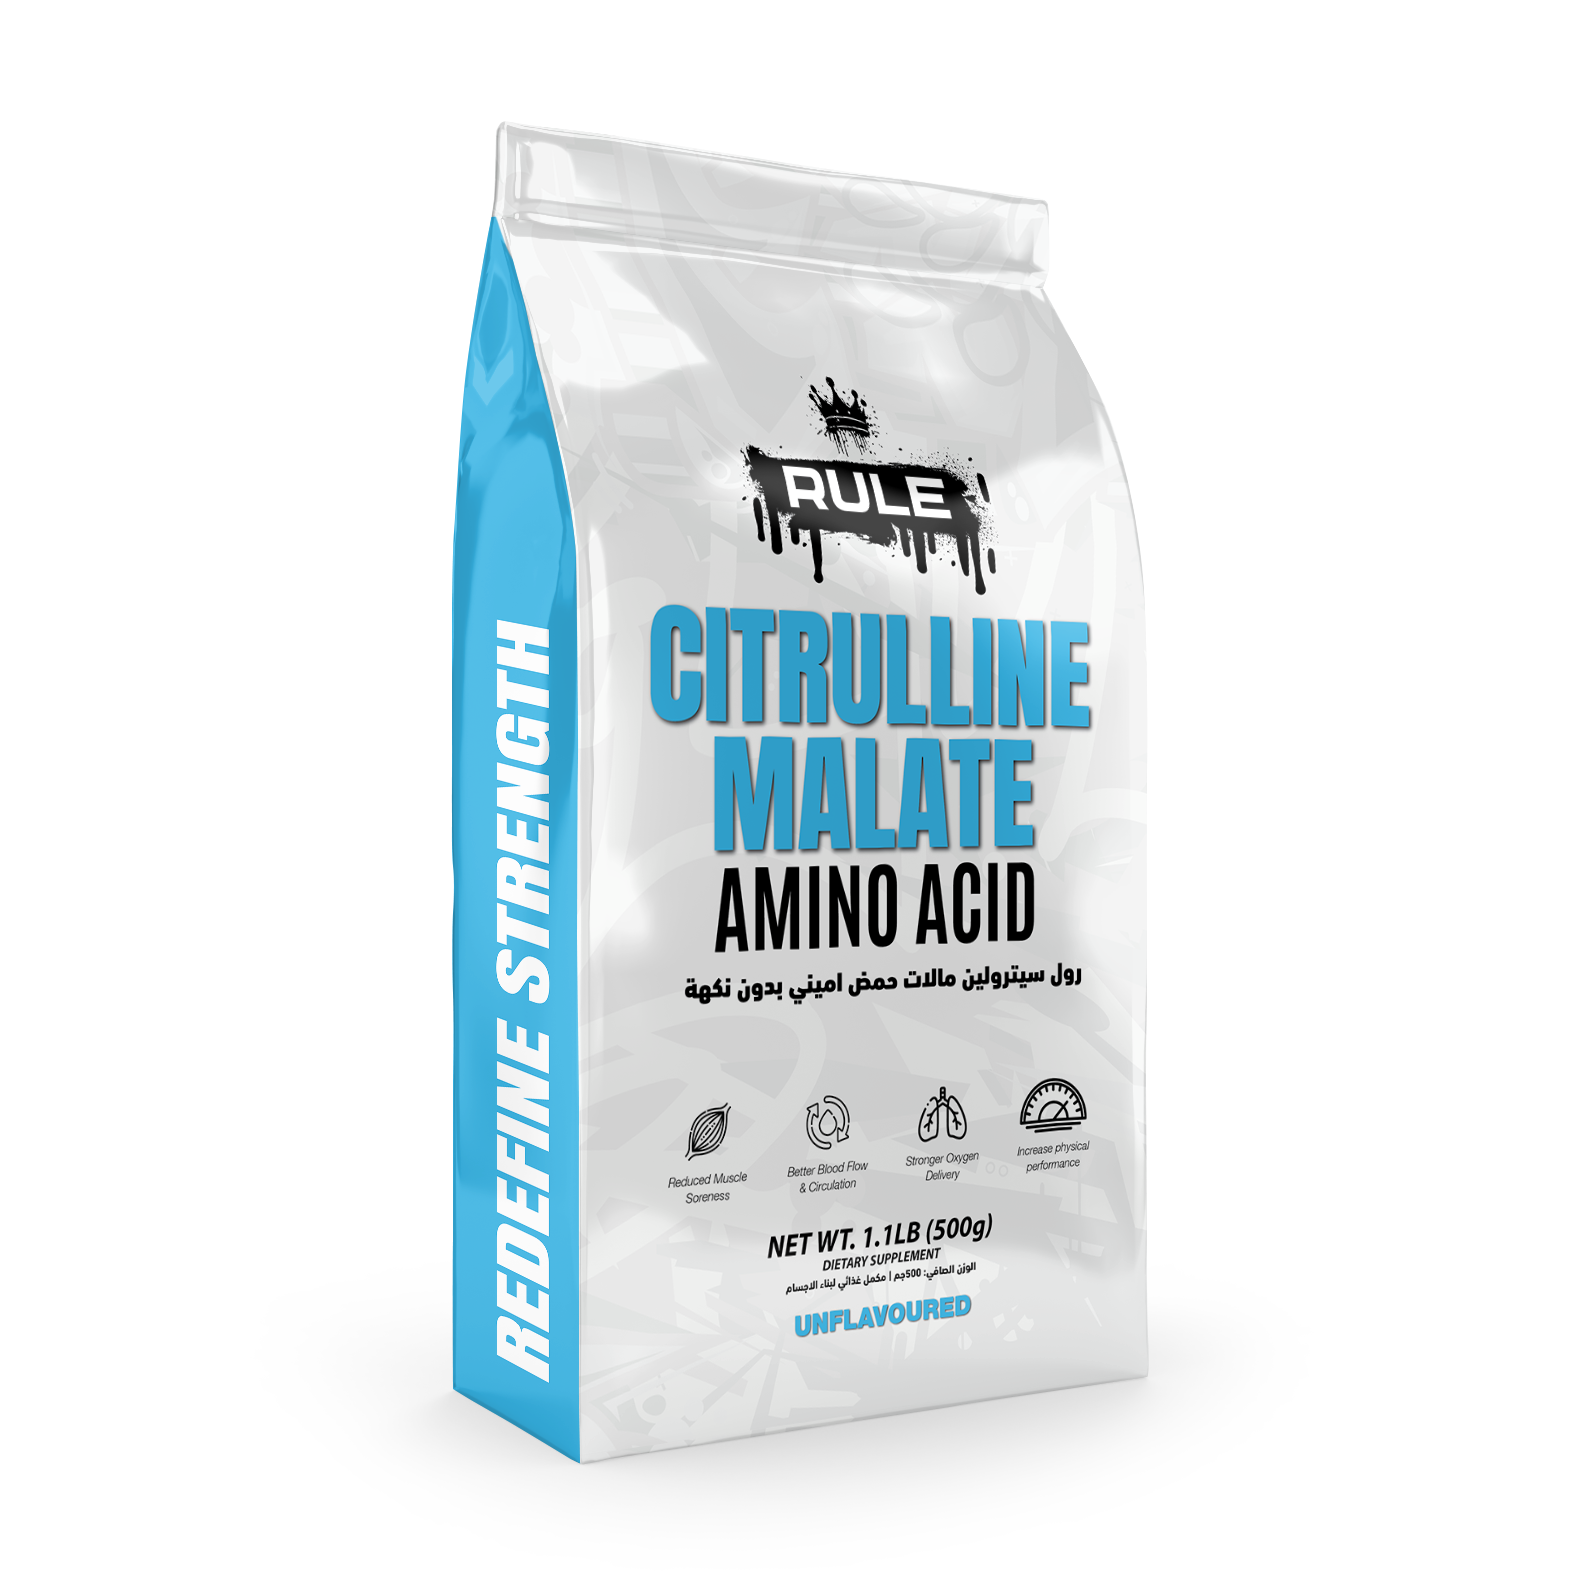 RULE
CITRULLINE
MALATE
AMINO ACID
رول سيترولين مالات حمض اميني بدون نكهة
Reduced Muscle
Soreness
Better Blood Flow
& Circulation
Stronger Oxygen
Delivery
Increase physical
performance
NET WT. 1.1LB (500g)
DIETARY SUPPLEMENT
الوزن الصافي: 500جم | مكمل غذائي لبناء الاجسام
UNFLAVOURED
REDEFINE STRENGTH